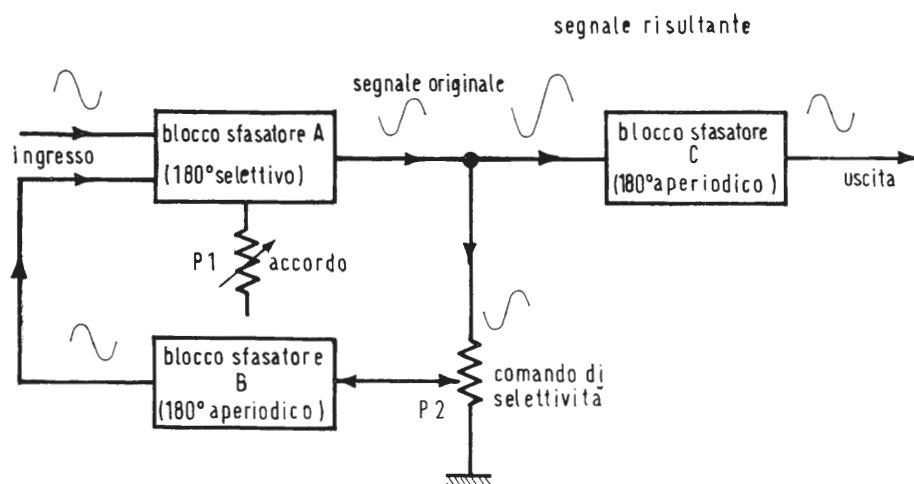 segnale risultante
segnale originale
ingresso
blocco sfasatore A
(180° selettivo)
blocco sfasatore
C
(180° aperiodico)
uscita
P1
accordo
blocco sfasatore
B
(180° aperiodico)
P2
comando di
selettività